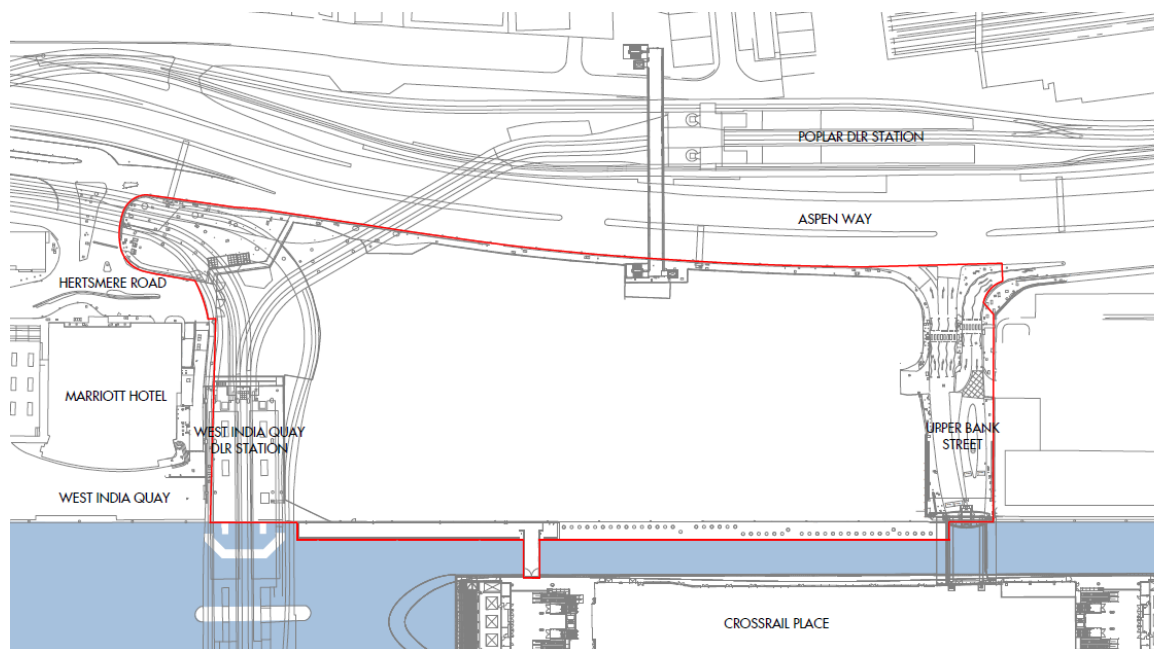 POPLAR DLR STATION
ASPEN WAY
HERTSMERE ROAD
MARRIOTT HOTEL
WEST INDIA QUAY
DLR STATION
UPPER BANK
STREET
WEST INDIA QUAY
CROSSRAIL PLACE